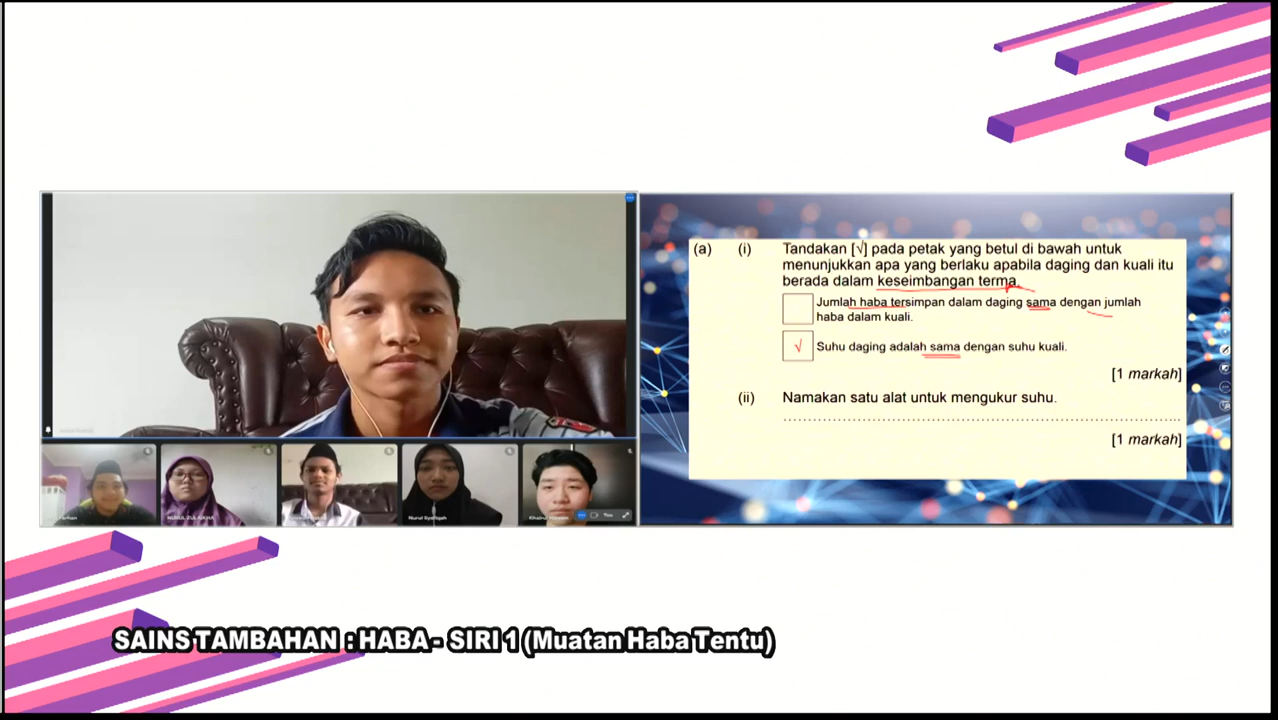 (a) (i) Tandakan [√] pada petak yang betul di bawah untuk
menunjukkan apa yang berlaku apabila daging dan kuali itu
berada dalam keseimbangan terma.
Jumlah haba tersimpan dalam daging sama dengan jumlah
haba dalam kuali.
√ Suhu daging adalah sama dengan suhu kuali.
[1 markah]
(ii) Namakan satu alat untuk mengukur suhu.
[1 markah]
You
SAINS TAMBAHAN : HABA - SIRI 1 (Muatan Haba Tentu)